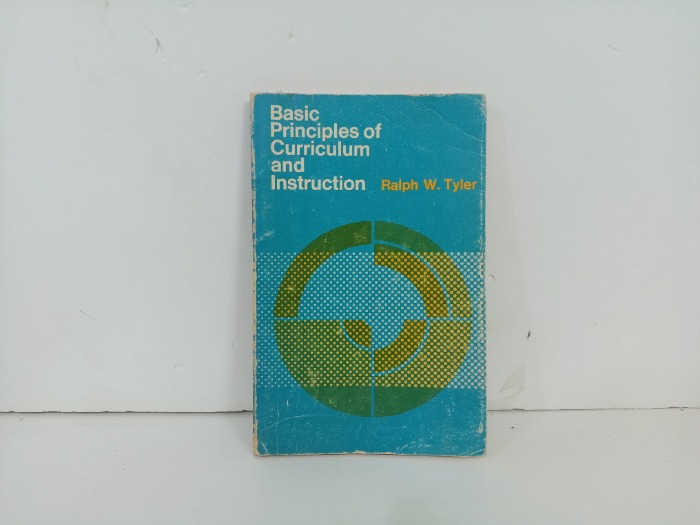 Basic
Principles of
Curriculum
and
Instruction Ralph W. Tyler